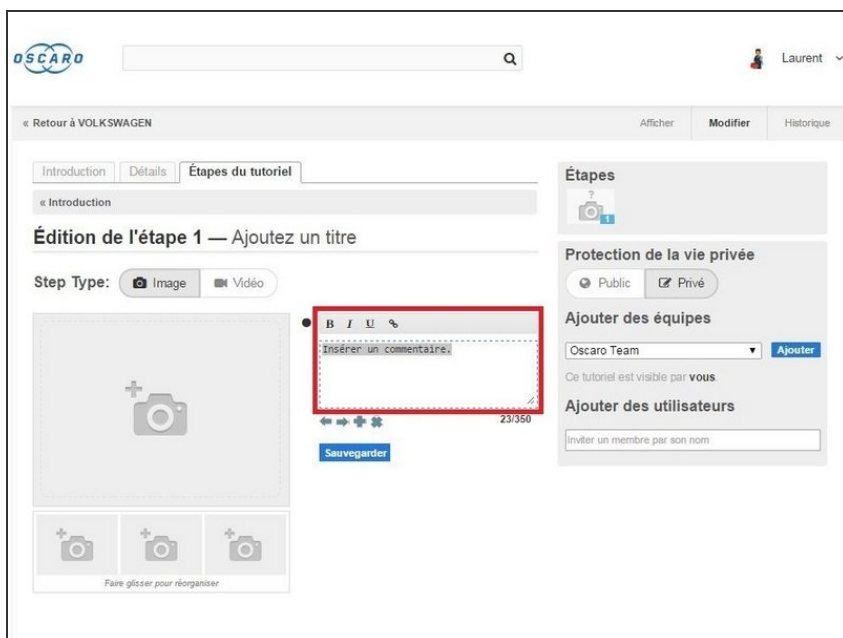 OSCARO
Laurent
« Retour à VOLKSWAGEN
Afficher Modifier Historique
Introduction Détails Étapes du tutoriel
« Introduction
Édition de l'étape 1 — Ajoutez un titre
Step Type: Image Vidéo
B I U
Insérer un commentaire.
23/350
Sauvegarder
Faire glisser pour réorganiser
Étapes
?
1
Protection de la vie privée
Public Privé
Ajouter des équipes
Oscaro Team Ajouter
Ce tutoriel est visible par vous.
Ajouter des utilisateurs
Inviter un membre par son nom